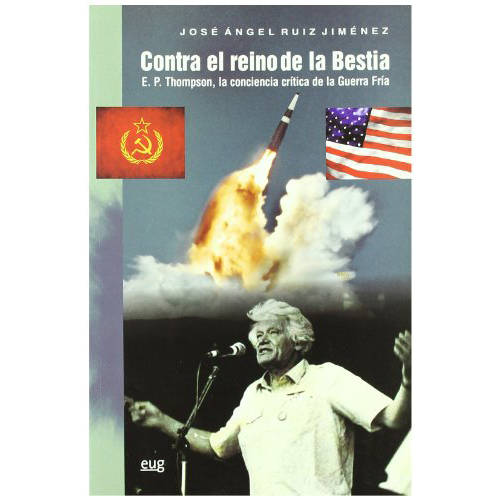 JOSÉ ÁNGEL RUIZ JIMÉNEZ
Contra el reino de la Bestia
E. P. Thompson, la conciencia crítica de la Guerra Fría
eug